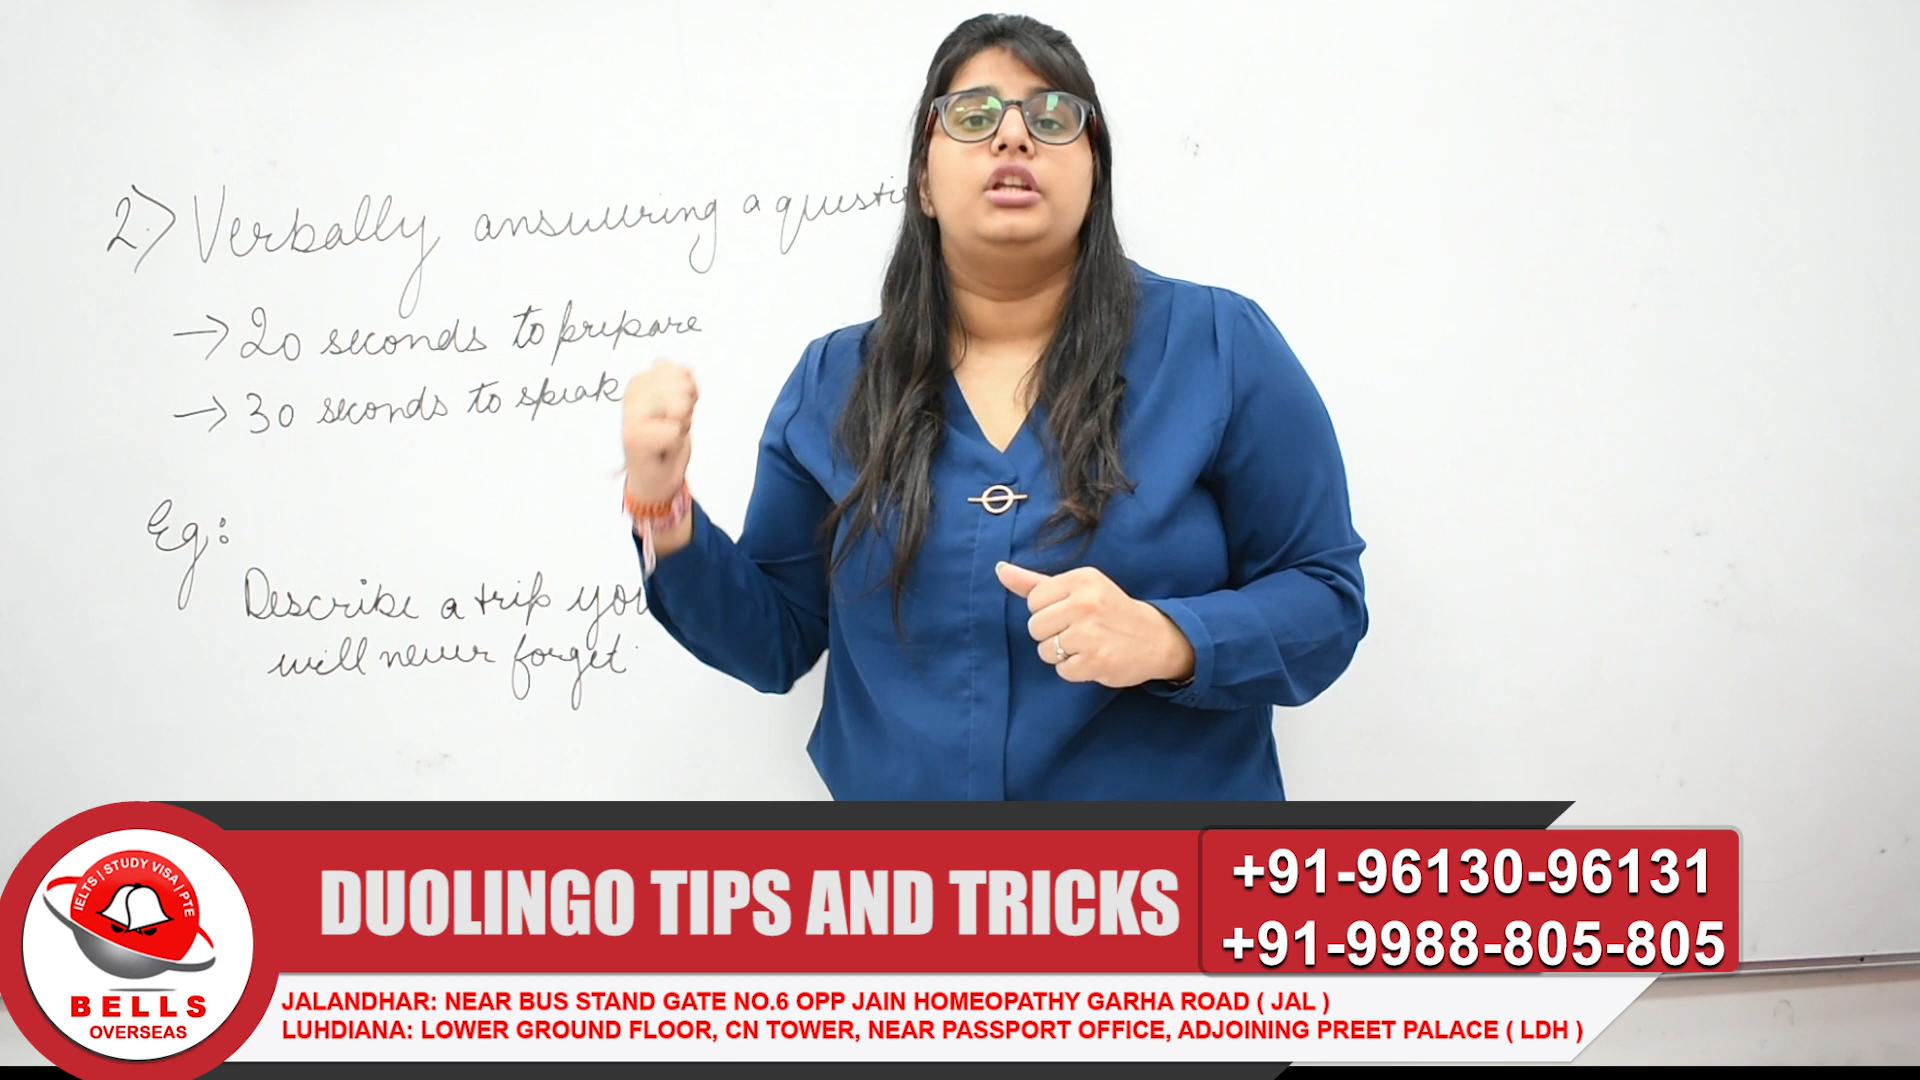 2.) Verbally answering a questi
→ 20 seconds to prepare
→ 30 seconds to speak
Eg:
Describe a trip you
will never forget.
IELTS | STUDY VISA | PTE
BELLS
OVERSEAS
DUOLINGO TIPS AND TRICKS
+91-96130-96131
+91-9988-805-805
JALANDHAR: NEAR BUS STAND GATE NO.6 OPP JAIN HOMEOPATHY GARHA ROAD ( JAL )
LUHDIANA: LOWER GROUND FLOOR, CN TOWER, NEAR PASSPORT OFFICE, ADJOINING PREET PALACE ( LDH )